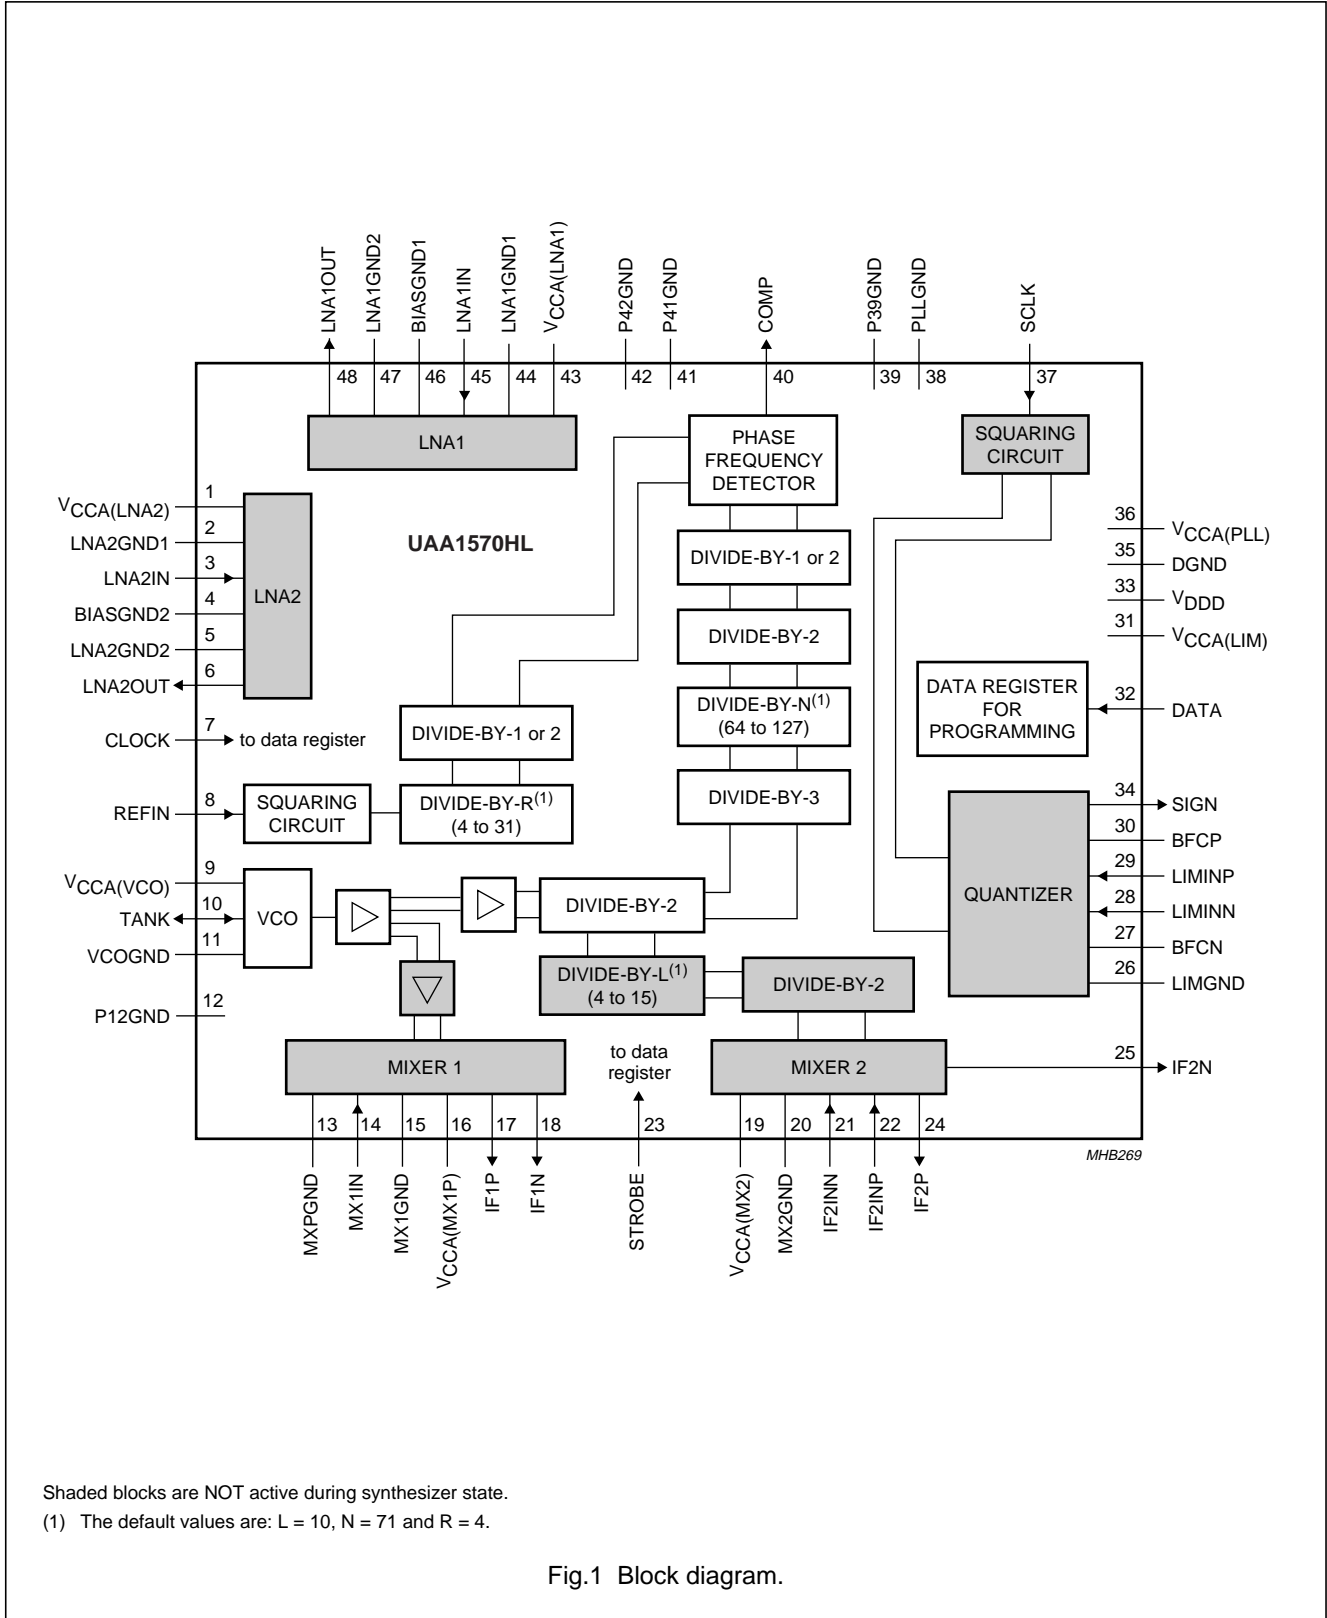 LNA1OUT
LNA1GND2
BIASGND1
LNA1IN
LNA1GND1
VCCA(LNA1)
P42GND
P41GND
COMP
P39GND
PLLGND
SCLK
48
47
46
45
44
43
42
41
40
39
38
37
LNA1
PHASE
FREQUENCY
DETECTOR
SQUARING
CIRCUIT
UAA1570HL
VCCA(LNA2)
1
LNA2GND1
2
LNA2IN
3
BIASGND2
4
LNA2GND2
5
LNA2OUT
6
LNA2
CLOCK
7
to data register
REFIN
8
SQUARING
CIRCUIT
DIVIDE-BY-1 or 2
DIVIDE-BY-R(1)
(4 to 31)
DIVIDE-BY-1 or 2
DIVIDE-BY-2
DIVIDE-BY-N(1)
(64 to 127)
DIVIDE-BY-3
36
VCCA(PLL)
35
DGND
33
VDDD
31
VCCA(LIM)
DATA REGISTER
FOR
PROGRAMMING
32
DATA
QUANTIZER
34
SIGN
30
BFCP
29
LIMINP
28
LIMINN
27
BFCN
26
LIMGND
VCCA(VCO)
9
TANK
10
VCOGND
11
VCO
DIVIDE-BY-2
DIVIDE-BY-L(1)
(4 to 15)
DIVIDE-BY-2
P12GND
12
MIXER 1
to data
register
MIXER 2
25
IF2N
13
14
15
16
17
18
23
19
20
21
22
24
MXPGND
MX1IN
MX1GND
VCCA(MX1P)
IF1P
IF1N
STROBE
VCCA(MX2)
MX2GND
IF2INN
IF2INP
IF2P
MHB269
Shaded blocks are NOT active during synthesizer state.
(1) The default values are: L = 10, N = 71 and R = 4.
Fig.1 Block diagram.